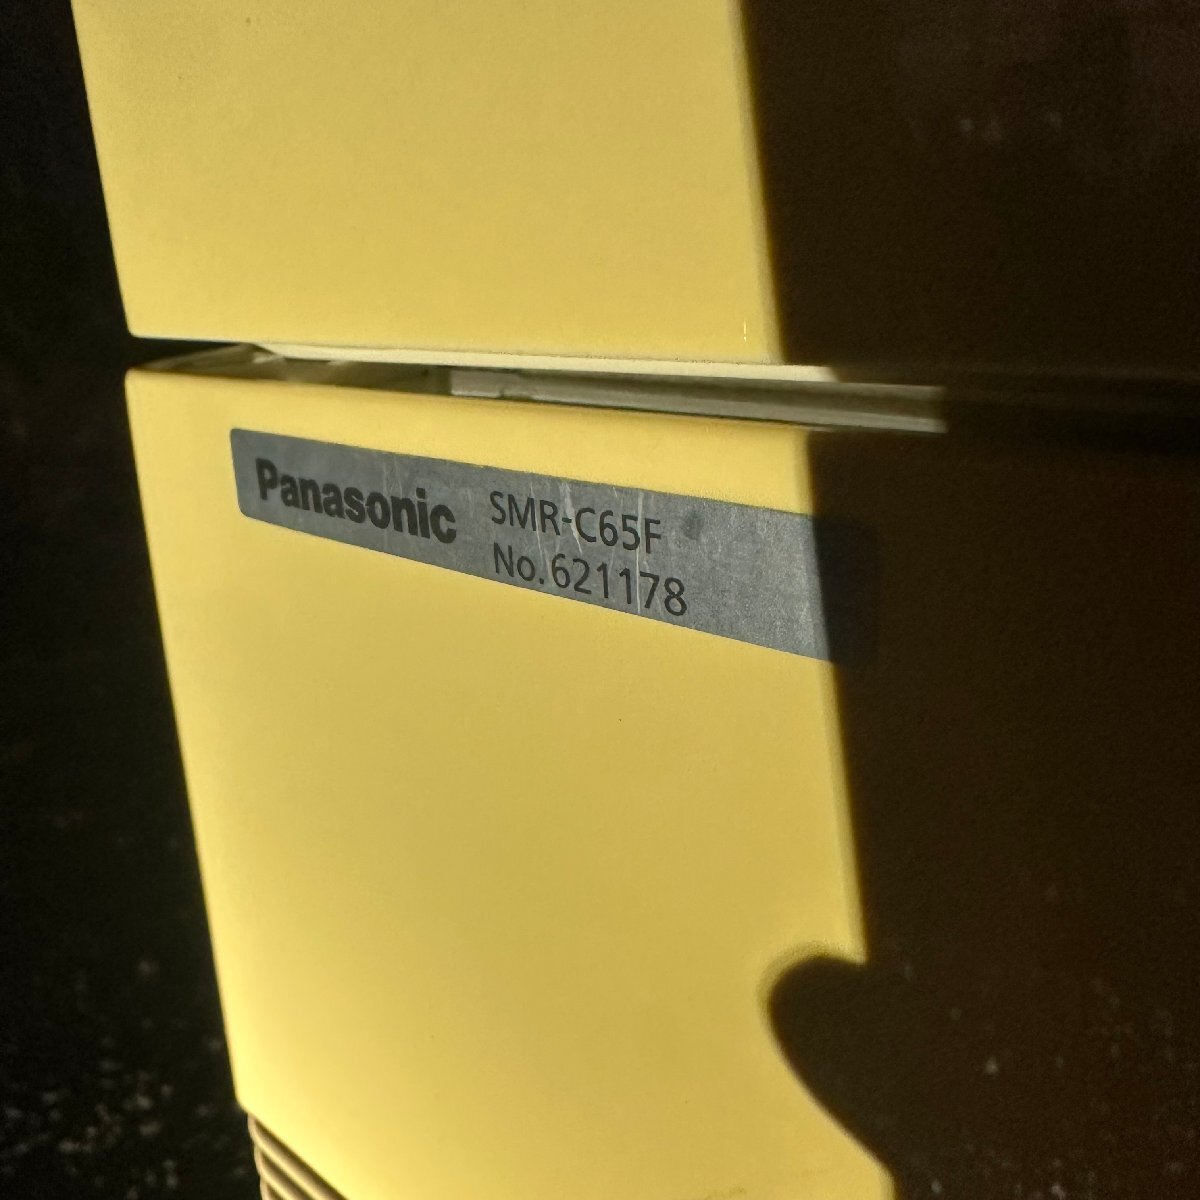 Panasonic
SMR-C65F
No.621178